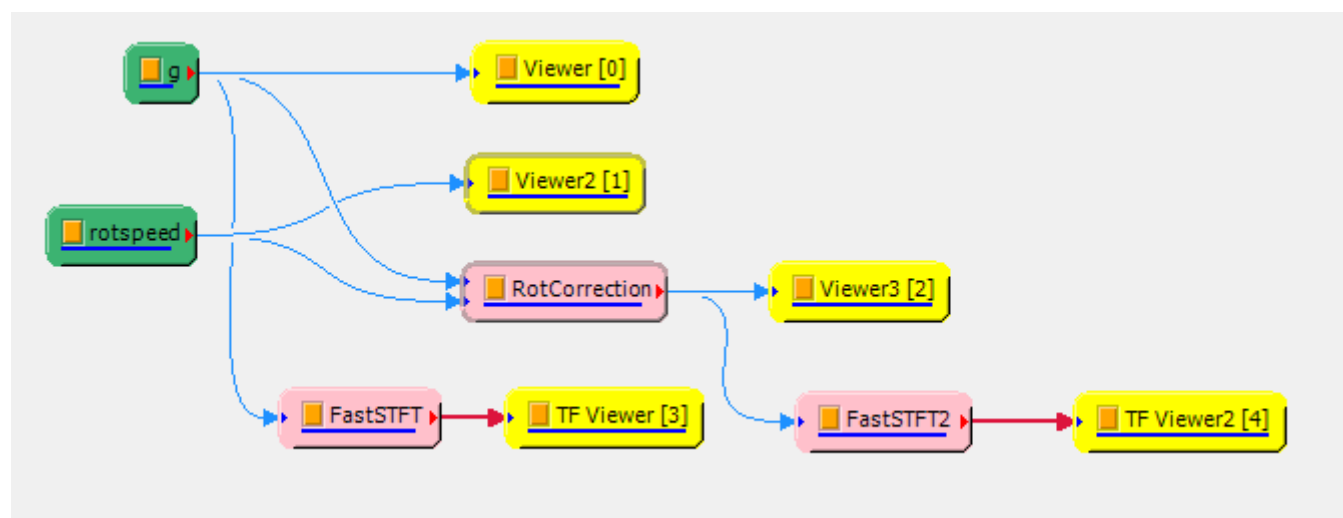 g
Viewer [0]
Viewer2 [1]
rotspeed
RotCorrection
Viewer3 [2]
FastSTFT
TF Viewer [3]
FastSTFT2
TF Viewer2 [4]